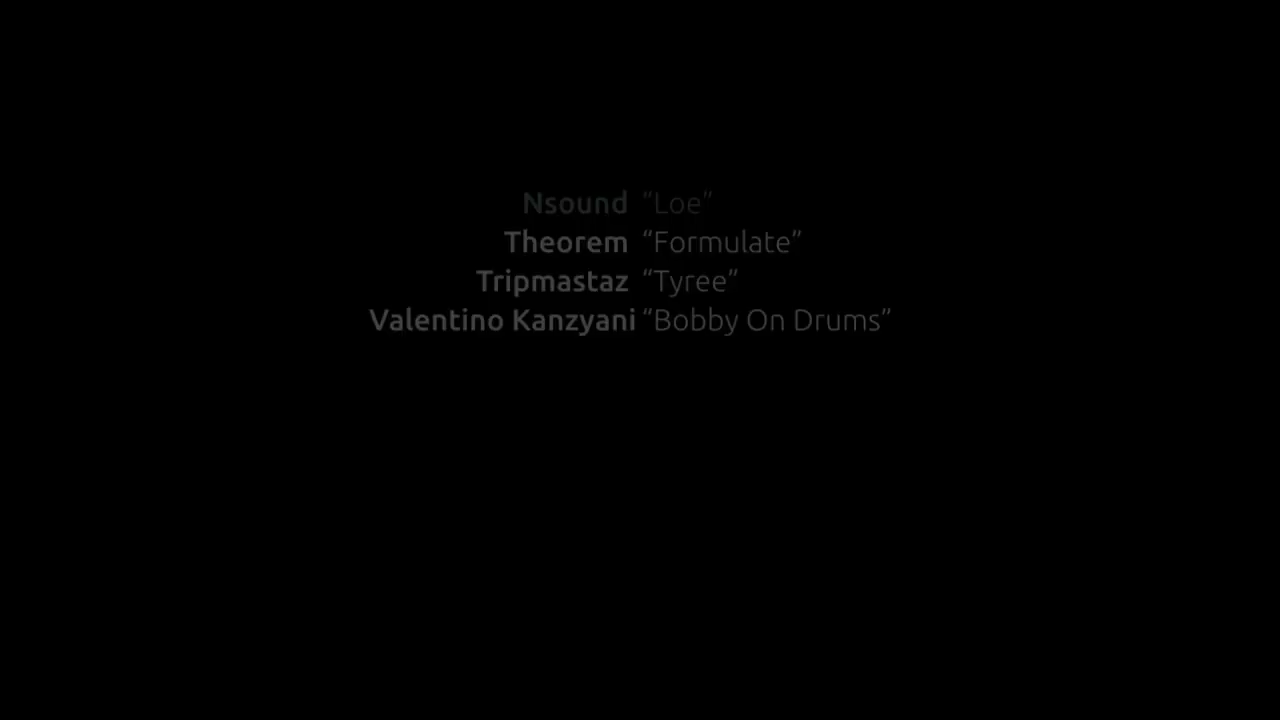 Nsound “Loe”
Theorem “Formulate”
Tripmastaz “Tyree”
Valentino Kanzyani “Bobby On Drums”